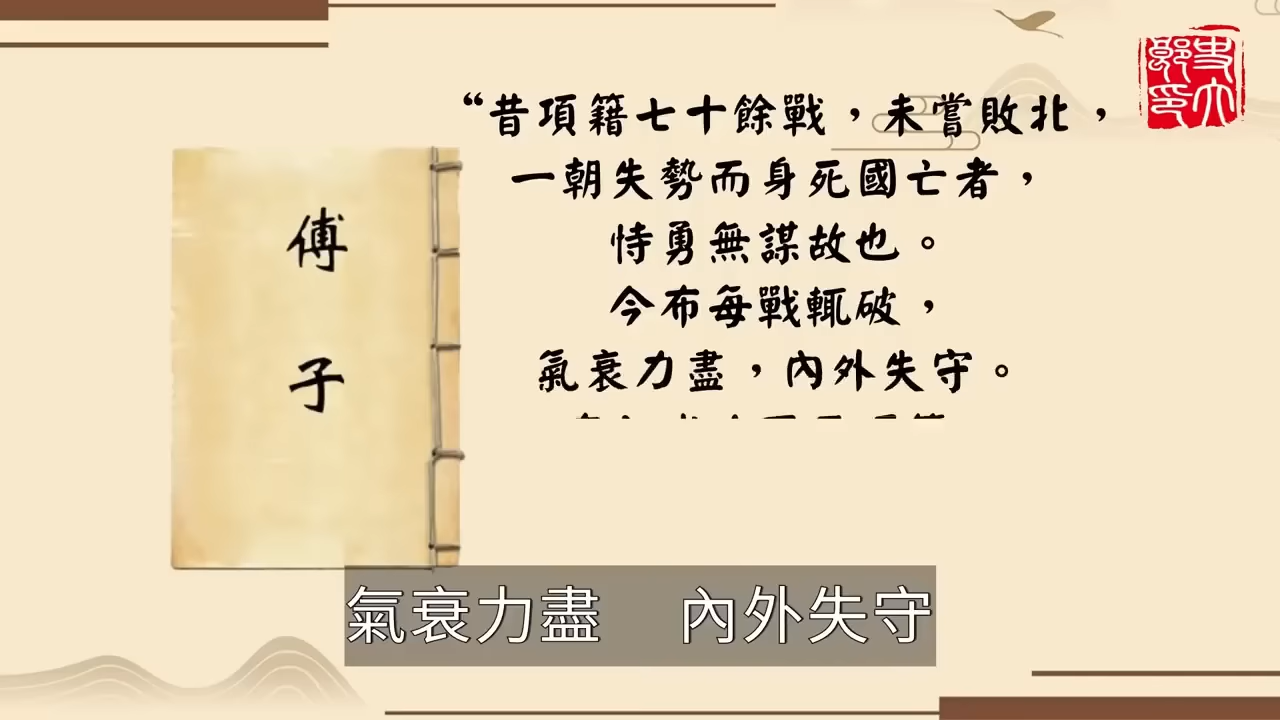 傅子
“昔項籍七十餘戰，未嘗敗北，
一朝失勢而身死國亡者，
恃勇無謀故也。
今布每戰輒破，
氣衰力盡，內外失守。
氣衰力盡 內外失守